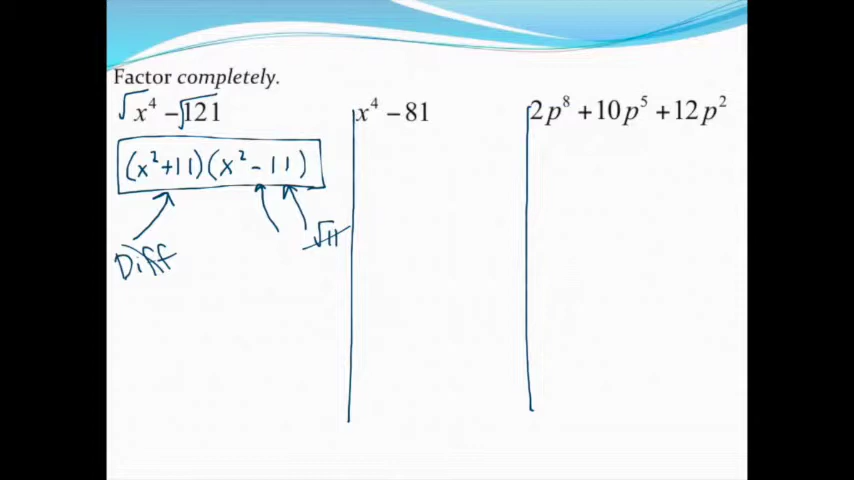 Factor completely.
√x⁴ − √121
(x²+11)(x²-11)
√11
Diff
x⁴ − 81
2p⁸ + 10p⁵ + 12p²